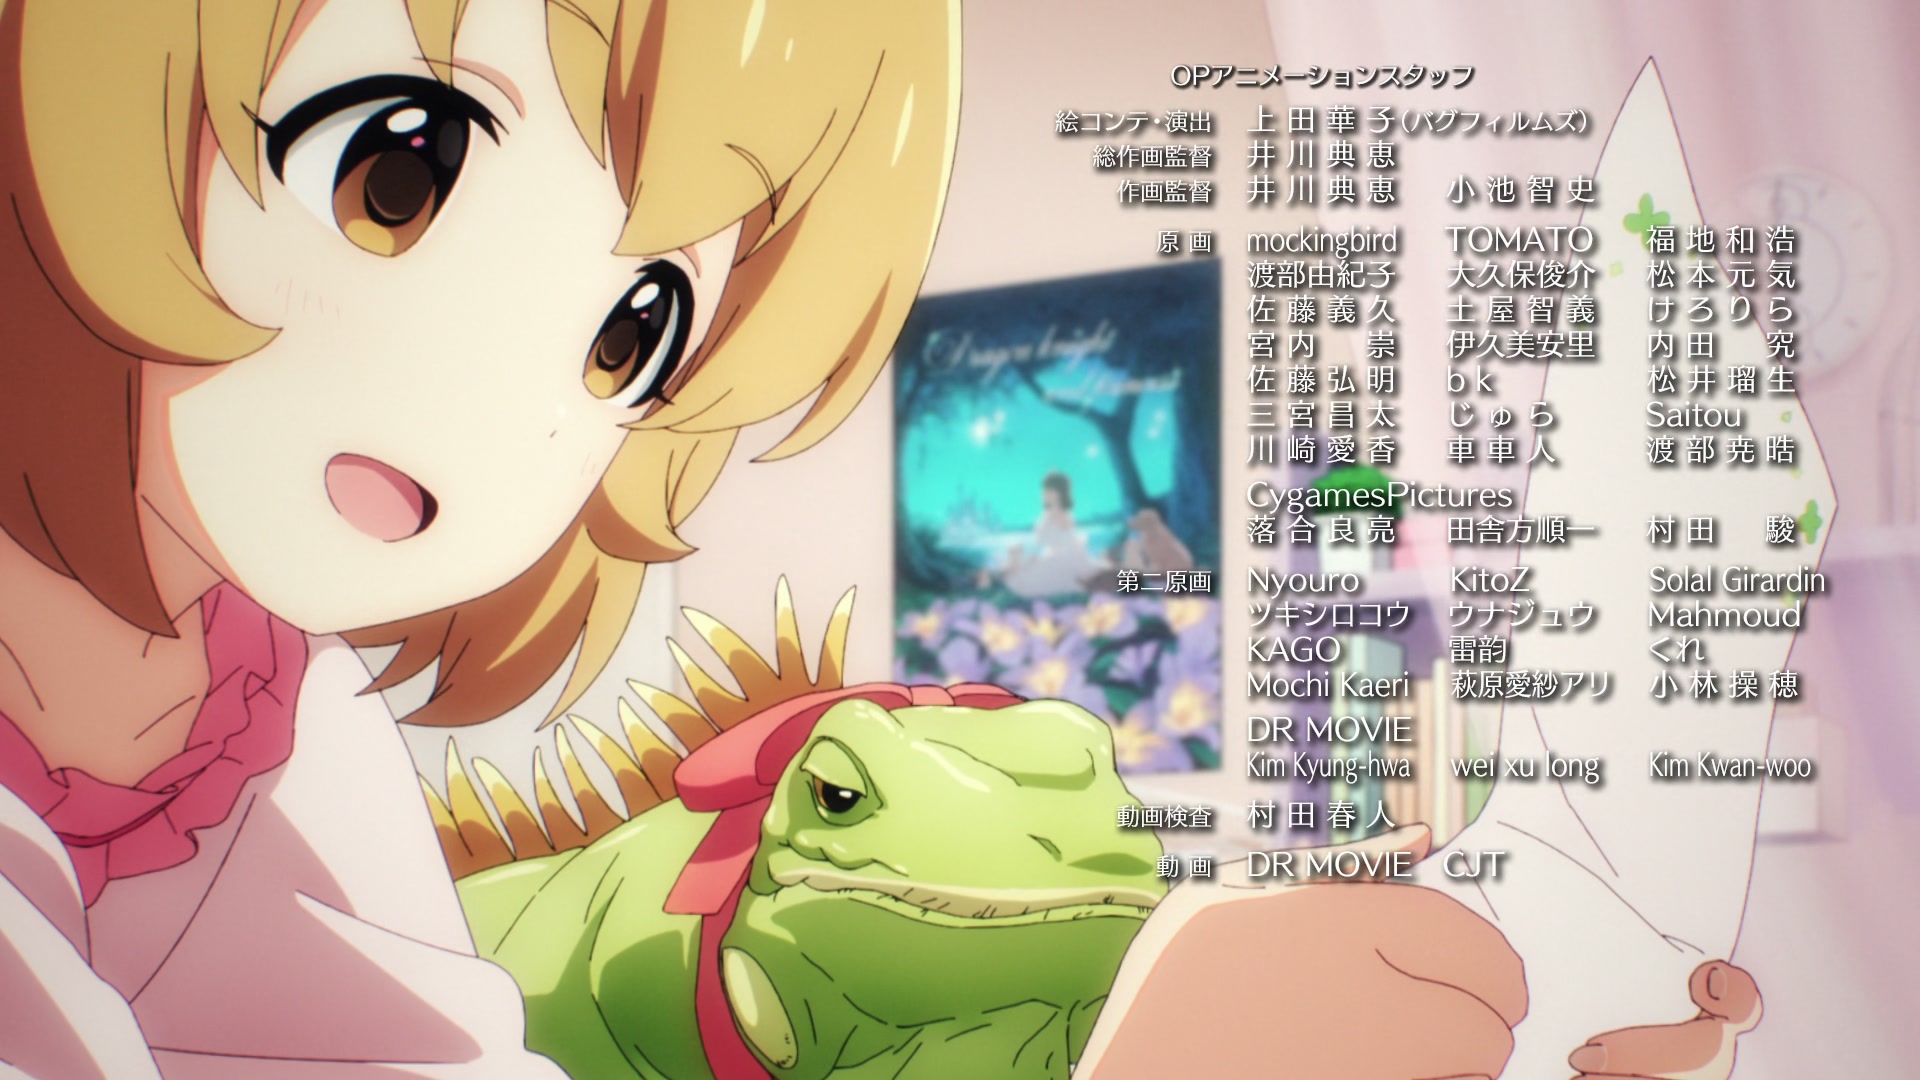 OPアニメーションスタッフ
絵コンテ・演出 上田華子(バグフィルムズ)
総作画監督 井川典恵
作画監督 井川典恵 小池智史
原画 mockingbird TOMATO 福地和浩
渡部由紀子 大久保俊介 松本元気
佐藤義久 土屋智義 けろりら
宮内崇 伊久美安里 内田究
佐藤弘明 bk 松井瑠生
三宮昌太 じゅら Saitou
川崎愛香 車車人 渡部尭晧
CygamesPictures
落合良亮 田舎方順一 村田駿
第二原画 Nyouro KitoZ Solal Girardin
ツキシロコウ ウナジュウ Mahmoud
KAGO 雷韵 くれ
Mochi Kaeri 萩原愛紗アリ 小林操穂
DR MOVIE
Kim Kyung-hwa wei xu long Kim Kwan-woo
動画検査 村田春人
動画 DR MOVIE CJT
Dragon knight